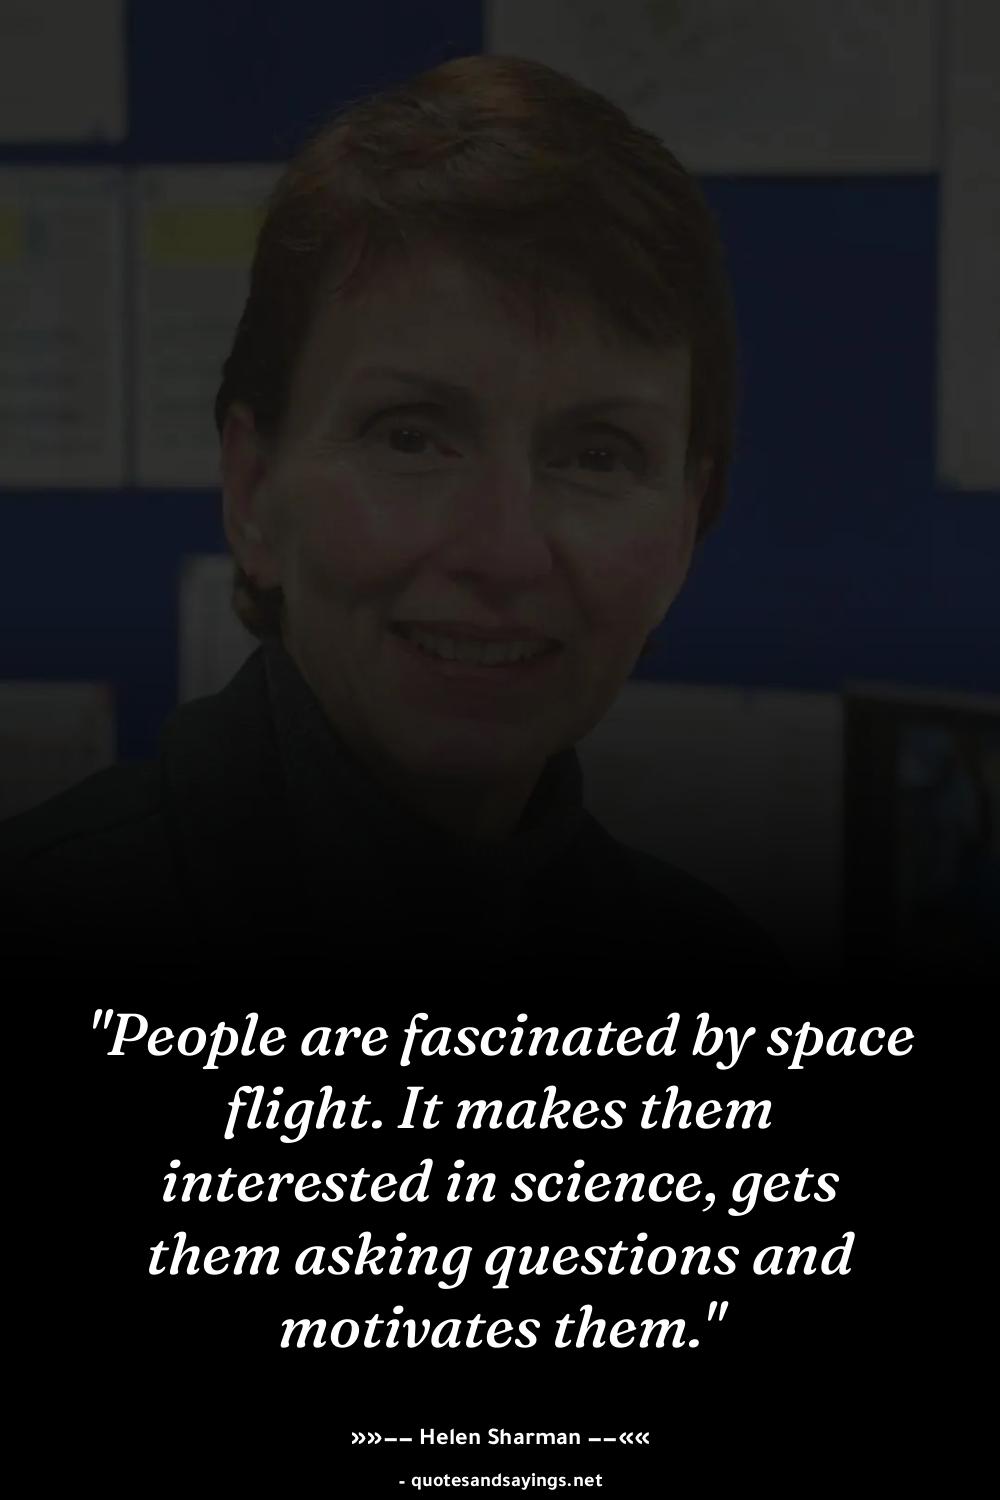 "People are fascinated by space
flight. It makes them
interested in science, gets
them asking questions and
motivates them."
»»–– Helen Sharman ––««
- quotesandsayings.net